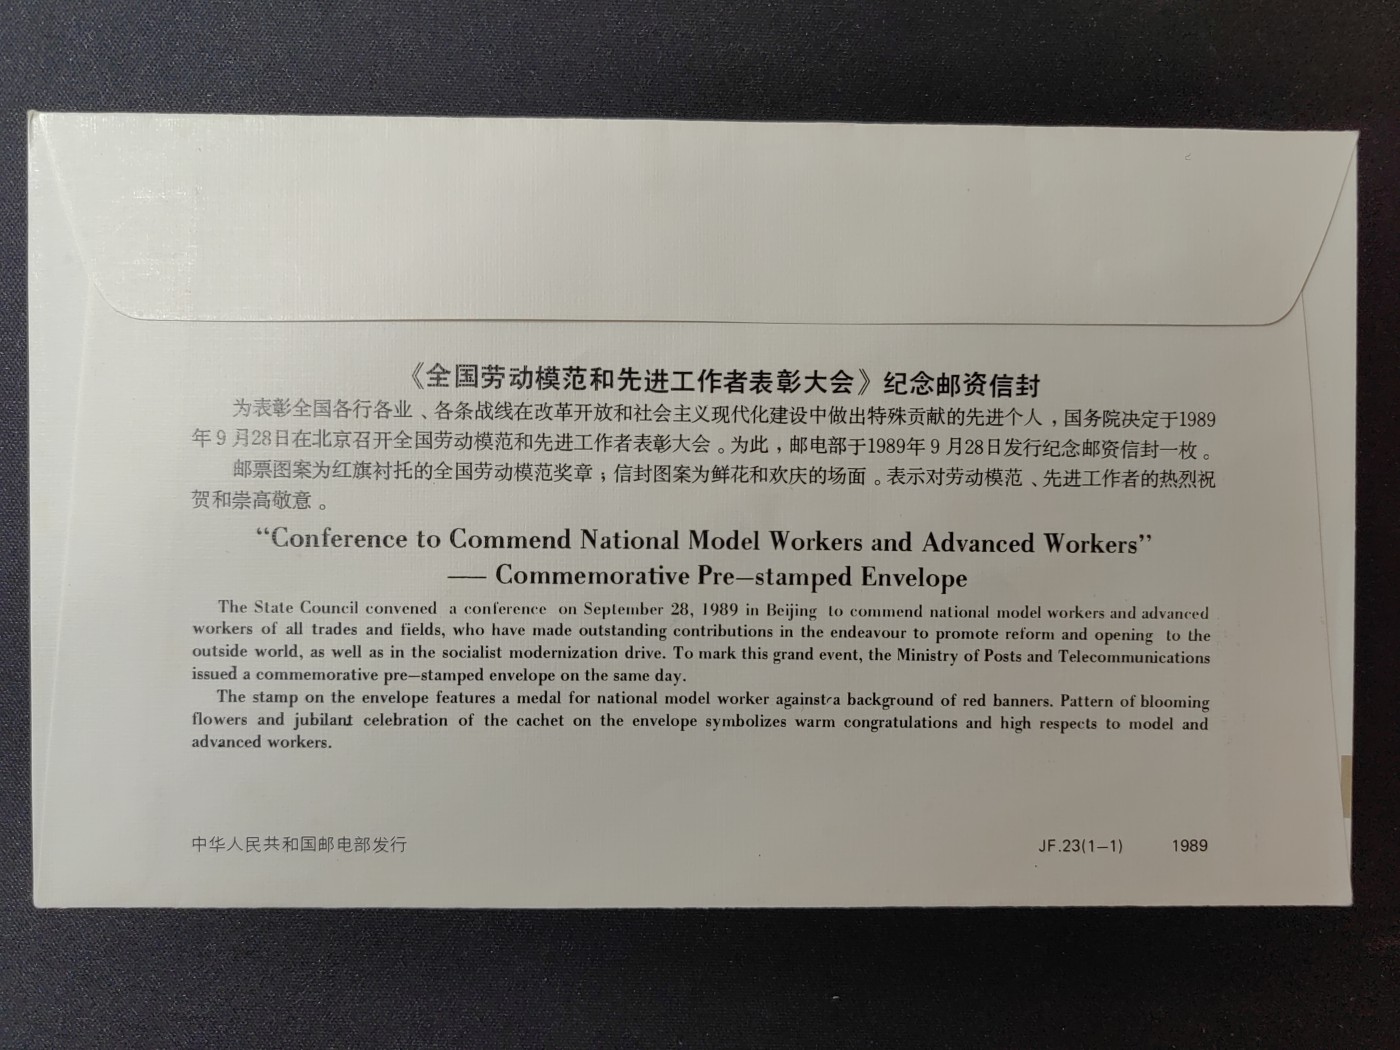 《全国劳动模范和先进工作者表彰大会》纪念邮资信封
为表彰全国各行各业、各条战线在改革开放和社会主义现代化建设中做出特殊贡献的先进个人，国务院决定于1989
年9月28日在北京召开全国劳动模范和先进工作者表彰大会。为此，邮电部于1989年9月28日发行纪念邮资信封一枚。
邮票图案为红旗衬托的全国劳动模范奖章；信封图案为鲜花和欢庆的场面。表示对劳动模范、先进工作者的热烈祝
贺和崇高敬意。
“Conference to Commend National Model Workers and Advanced Workers”
—— Commemorative Pre—stamped Envelope
The State Council convened a conference on September 28, 1989 in Beijing to commend national model workers and advanced
workers of all trades and fields, who have made outstanding contributions in the endeavour to promote reform and opening to the
outside world, as well as in the socialist modernization drive. To mark this grand event, the Ministry of Posts and Telecommunications
issued a commemorative pre—stamped envelope on the same day.
The stamp on the envelope features a medal for national model worker against a background of red banners. Pattern of blooming
flowers and jubilant celebration of the cachet on the envelope symbolizes warm congratulations and high respects to model and
advanced workers.
中华人民共和国邮电部发行 JF.23(1—1) 1989